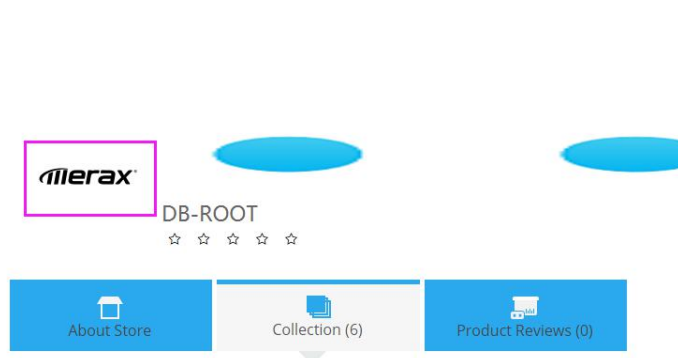 merax
DB-ROOT
About Store
Collection (6)
Product Reviews (0)